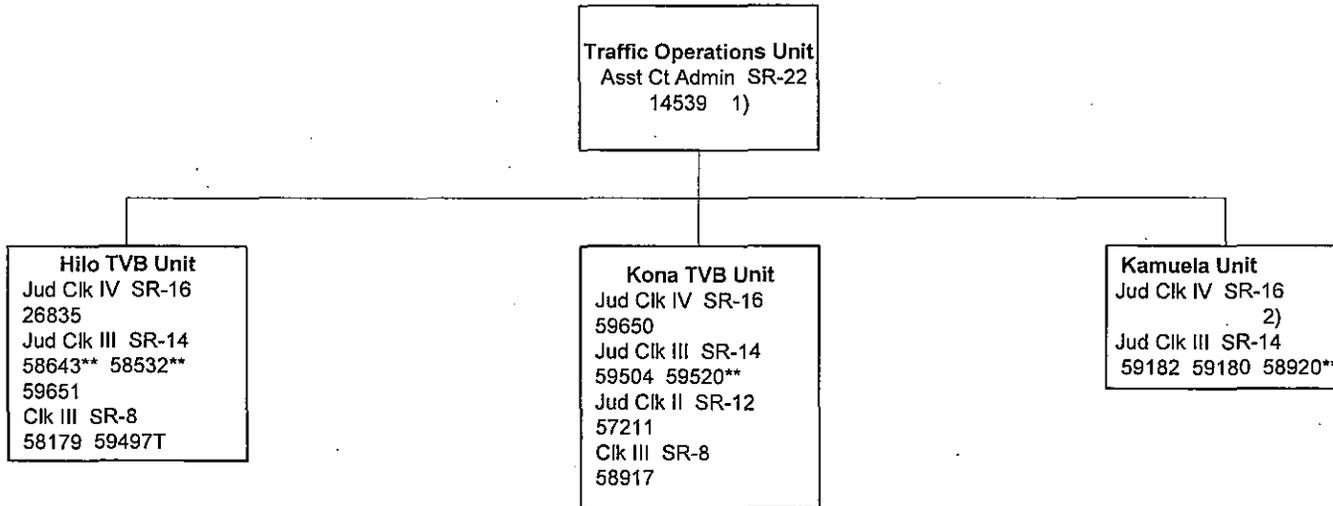 Traffic Operations Unit
Asst Ct Admin SR-22
14539 1)
Hilo TVB Unit
Jud Clk IV SR-16
26835
Jud Clk III SR-14
58643** 58532**
59651
Clk III SR-8
58179 59497T
Kona TVB Unit
Jud Clk IV SR-16
59650
Jud Clk III SR-14
59504 59520**
Jud Clk II SR-12
57211
Clk III SR-8
58917
Kamuela Unit
Jud Clk IV SR-16
2)
Jud Clk III SR-14
59182 59180 58920**